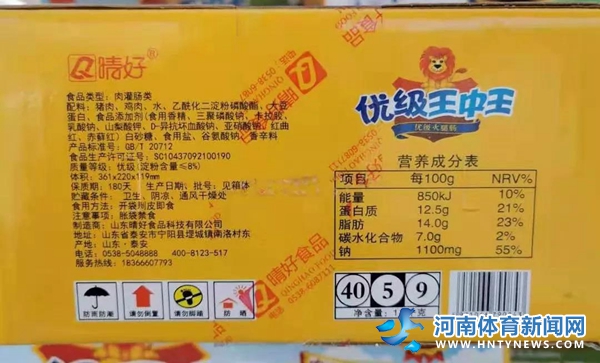 晴好®
食品类型：肉灌肠类
配料：猪肉、鸡肉、水、乙酰化二淀粉磷酸酯、大豆
蛋白、食品添加剂(食用香精、三聚磷酸钠、卡拉胶、
乳酸钠、山梨酸钾、D-异抗坏血酸钠、亚硝酸钠、红曲
红、赤藓红)白砂糖、食用盐、谷氨酸钠、香辛料
产品标准号：GB/T 20712
食品生产许可证号：SC10437092100190
质量等级：优级(淀粉含量≤8%)
体积：361x220x119mm
保质期：180天 生产日期、批号：见箱体
贮藏条件：卫生、阴凉、通风干燥处
食用方法：开袋剥皮即食
注意事项：胀袋禁食
制造商：山东晴好食品科技有限公司
地址：山东省泰安市宁阳县堽城镇南洛村东
产地：山东·泰安
电话：0538-5048888 400-8123-517
服务热线：18366607793
防雨防潮
请勿倒置
请勿脚踏
防晒
晴好食品
QINGHAO FOOD
0538-6087111
优级王中王
优级火腿肠
营养成分表
项目 每100g NRV%
能量 850kJ 10%
蛋白质 12.5g 21%
脂肪 14.0g 23%
碳水化合物 7.0g 2%
钠 1100mg 55%
40 5 9
河南体育新闻网
WWW.HNTYNEWS.COM